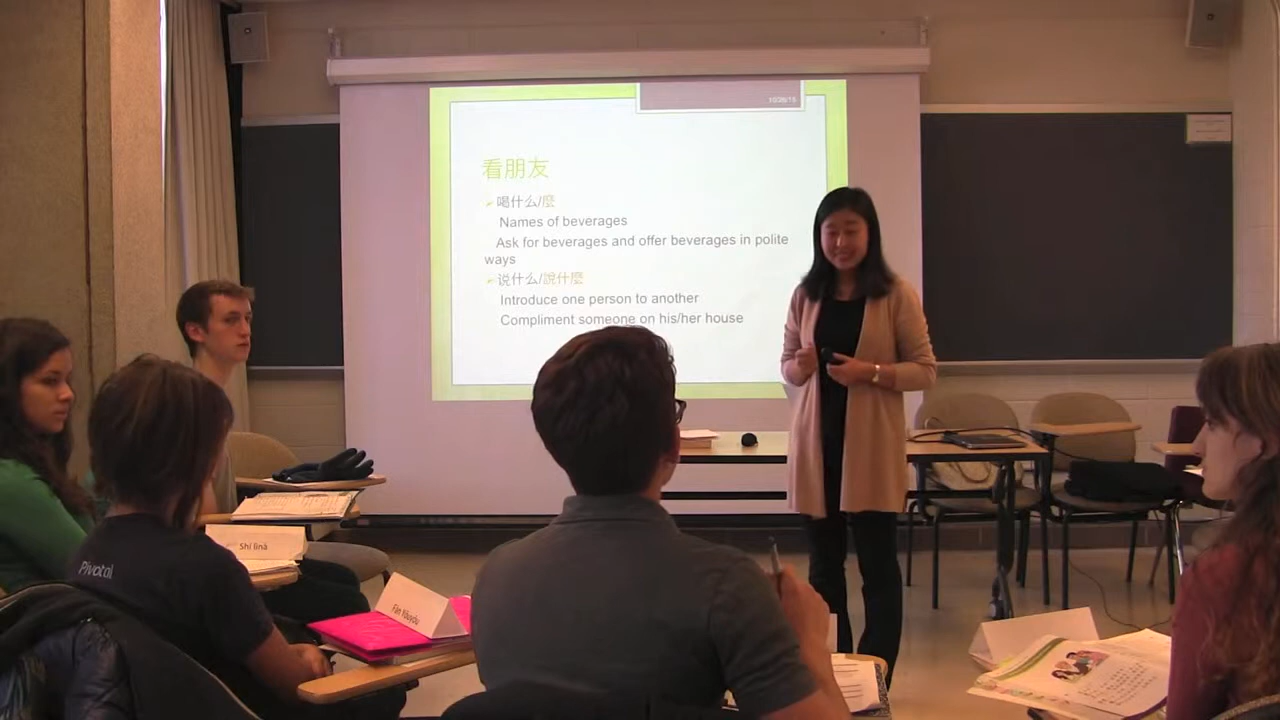 看朋友
喝什么/麼
Names of beverages
Ask for beverages and offer beverages in polite
ways
说什么/說什麼
Introduce one person to another
Compliment someone on his/her house
Shǐ lìnà
Pivotal